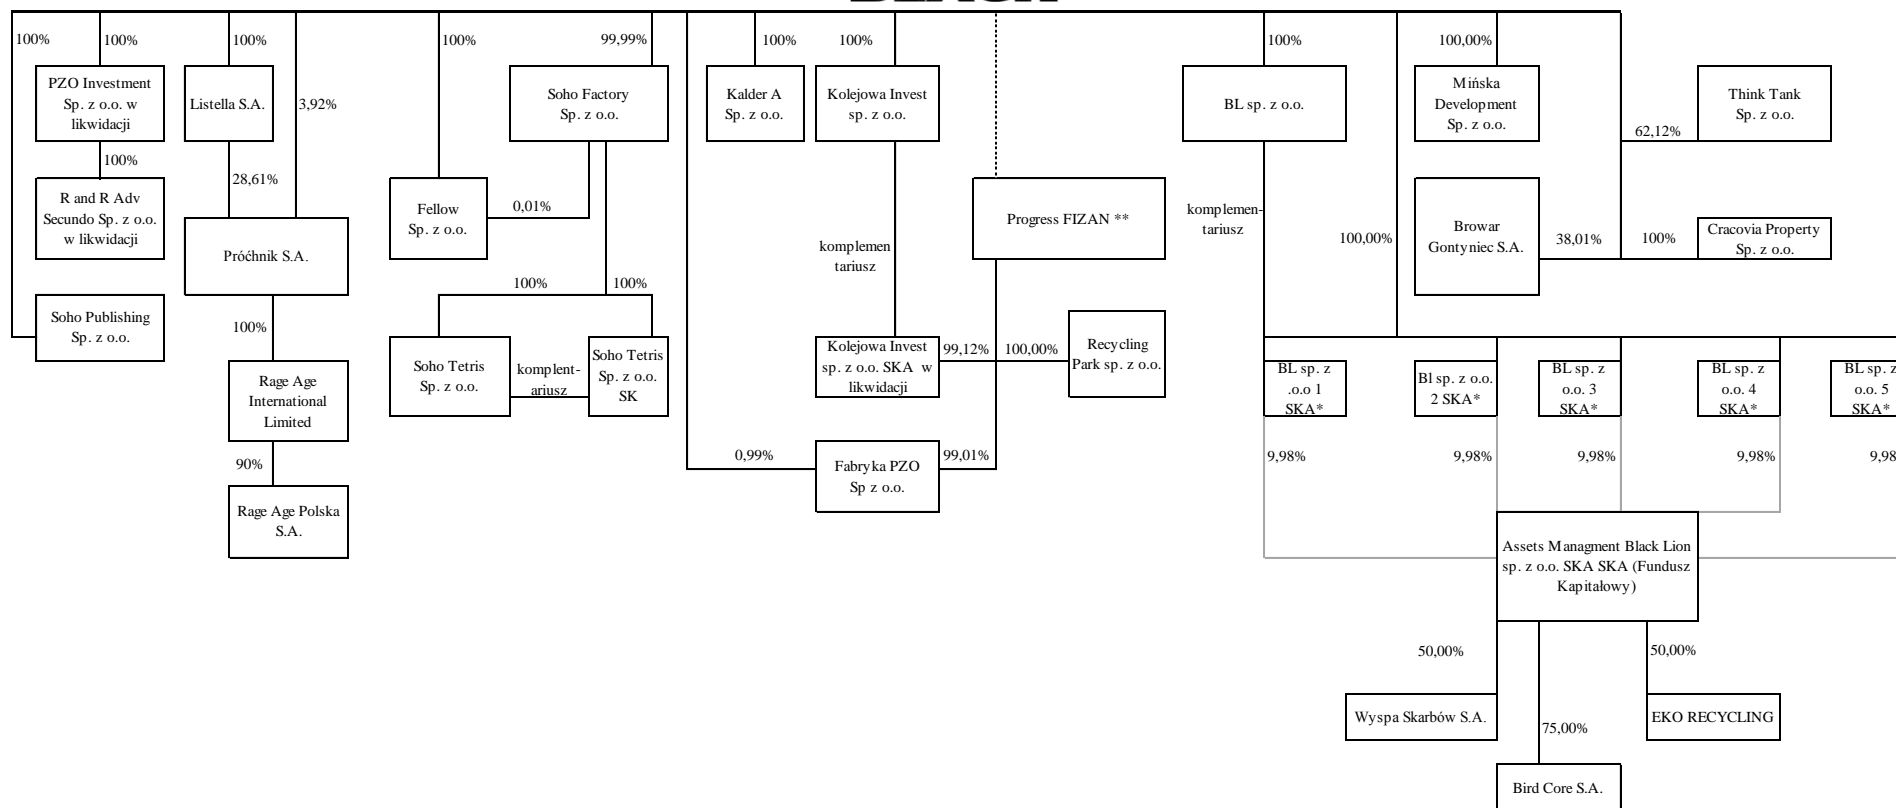 100%
100%
100%
100%
99,99%
100%
100%
100%
100,00%
PZO Investment
Sp. z o.o. w
likwidacji
Listella S.A.
3,92%
Soho Factory
Sp. z o.o.
Kalder A
Sp. z o.o.
Kolejowa Invest
sp. z o.o.
BL sp. z o.o.
Mińska
Development
Sp. z o.o.
Think Tank
Sp. z o.o.
62,12%
100%
28,61%
R and R Adv
Secundo Sp. z o.o.
w likwidacji
Próchnik S.A.
Fellow
Sp. z o.o.
0,01%
komplemen
tariusz
Progress FIZAN **
komplemen-
tariusz
100,00%
Browar
Gontyniec S.A.
38,01%
100%
Cracovia Property
Sp. z o.o.
100%
100%
Soho Publishing
Sp. z o.o.
100%
Soho Tetris
Sp. z o.o.
komplent-
ariusz
Soho Tetris
Sp. z o.o.
SK
Kolejowa Invest
sp. z o.o. SKA w
likwidacji
99,12%
100,00%
Recycling
Park sp. z o.o.
Rage Age
International
Limited
BL sp. z
.o.o 1
SKA*
Bl sp. z o.o.
2 SKA*
BL sp. z
o.o. 3
SKA*
BL sp. z
o.o. 4
SKA*
BL sp. z
o.o. 5
SKA*
90%
0,99%
Fabryka PZO
Sp z o.o.
99,01%
9,98%
9,98%
9,98%
9,98%
9,98
Rage Age Polska
S.A.
Assets Managment Black Lion
sp. z o.o. SKA SKA (Fundusz
Kapitałowy)
50,00%
50,00%
Wyspa Skarbów S.A.
75,00%
EKO RECYCLING
Bird Core S.A.